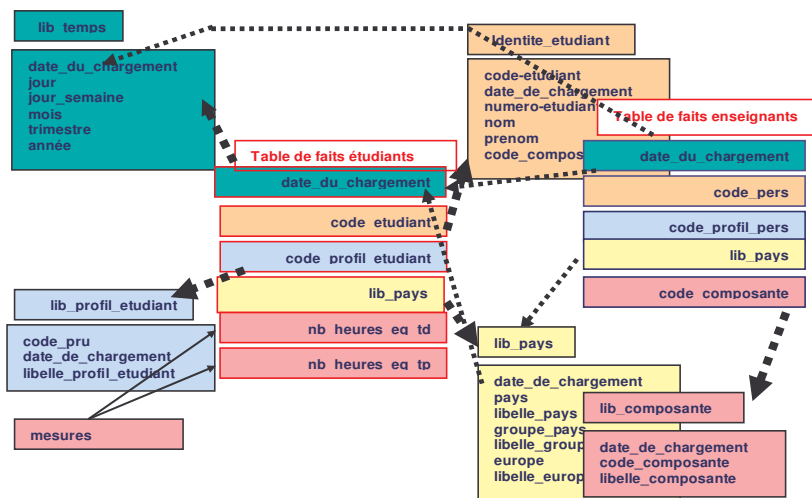 lib_temps
date_du_chargement
jour
jour_semaine
mois
trimestre
année
Identite_etudiant
code-etudiant
date_de_chargement
numero-etudian
nom
prenom
code_compos
Table de faits enseignants
date_du_chargement
code_pers
code_profil_pers
lib_pays
code_composante
Table de faits étudiants
date_du_chargement
code_etudiant
code_profil_etudiant
lib_pays
nb_heures_eq_td
nb_heures_eq_tp
lib_profil_etudiant
code_pru
date_de_chargement
libelle_profil_etudiant
mesures
lib_pays
date_de_chargement
pays
libelle_pays
groupe_pays
libelle_group
europe
libelle_europ
lib_composante
date_de_chargement
code_composante
libelle_composante